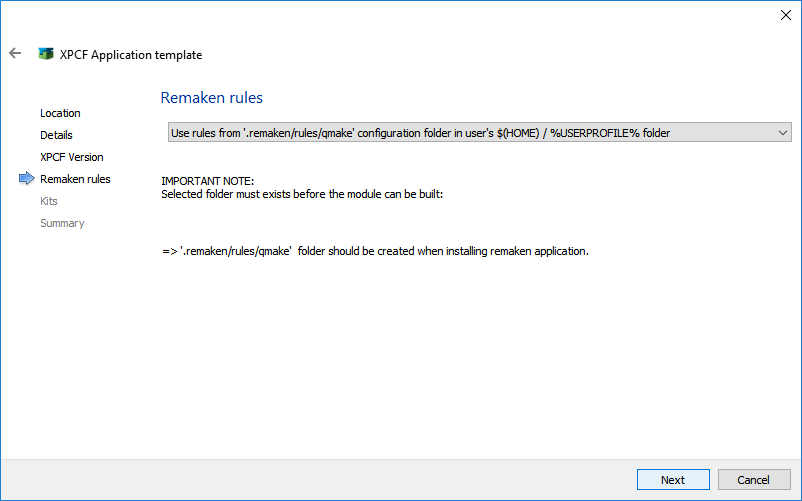 XPCF Application template
Remaken rules
Location
Details
XPCF Version
Remaken rules
Kits
Summary
Use rules from '.remaken/rules/qmake' configuration folder in user's $(HOME) / %USERPROFILE% folder
IMPORTANT NOTE:
Selected folder must exists before the module can be built:
=> '.remaken/rules/qmake'  folder should be created when installing remaken application.
Next
Cancel